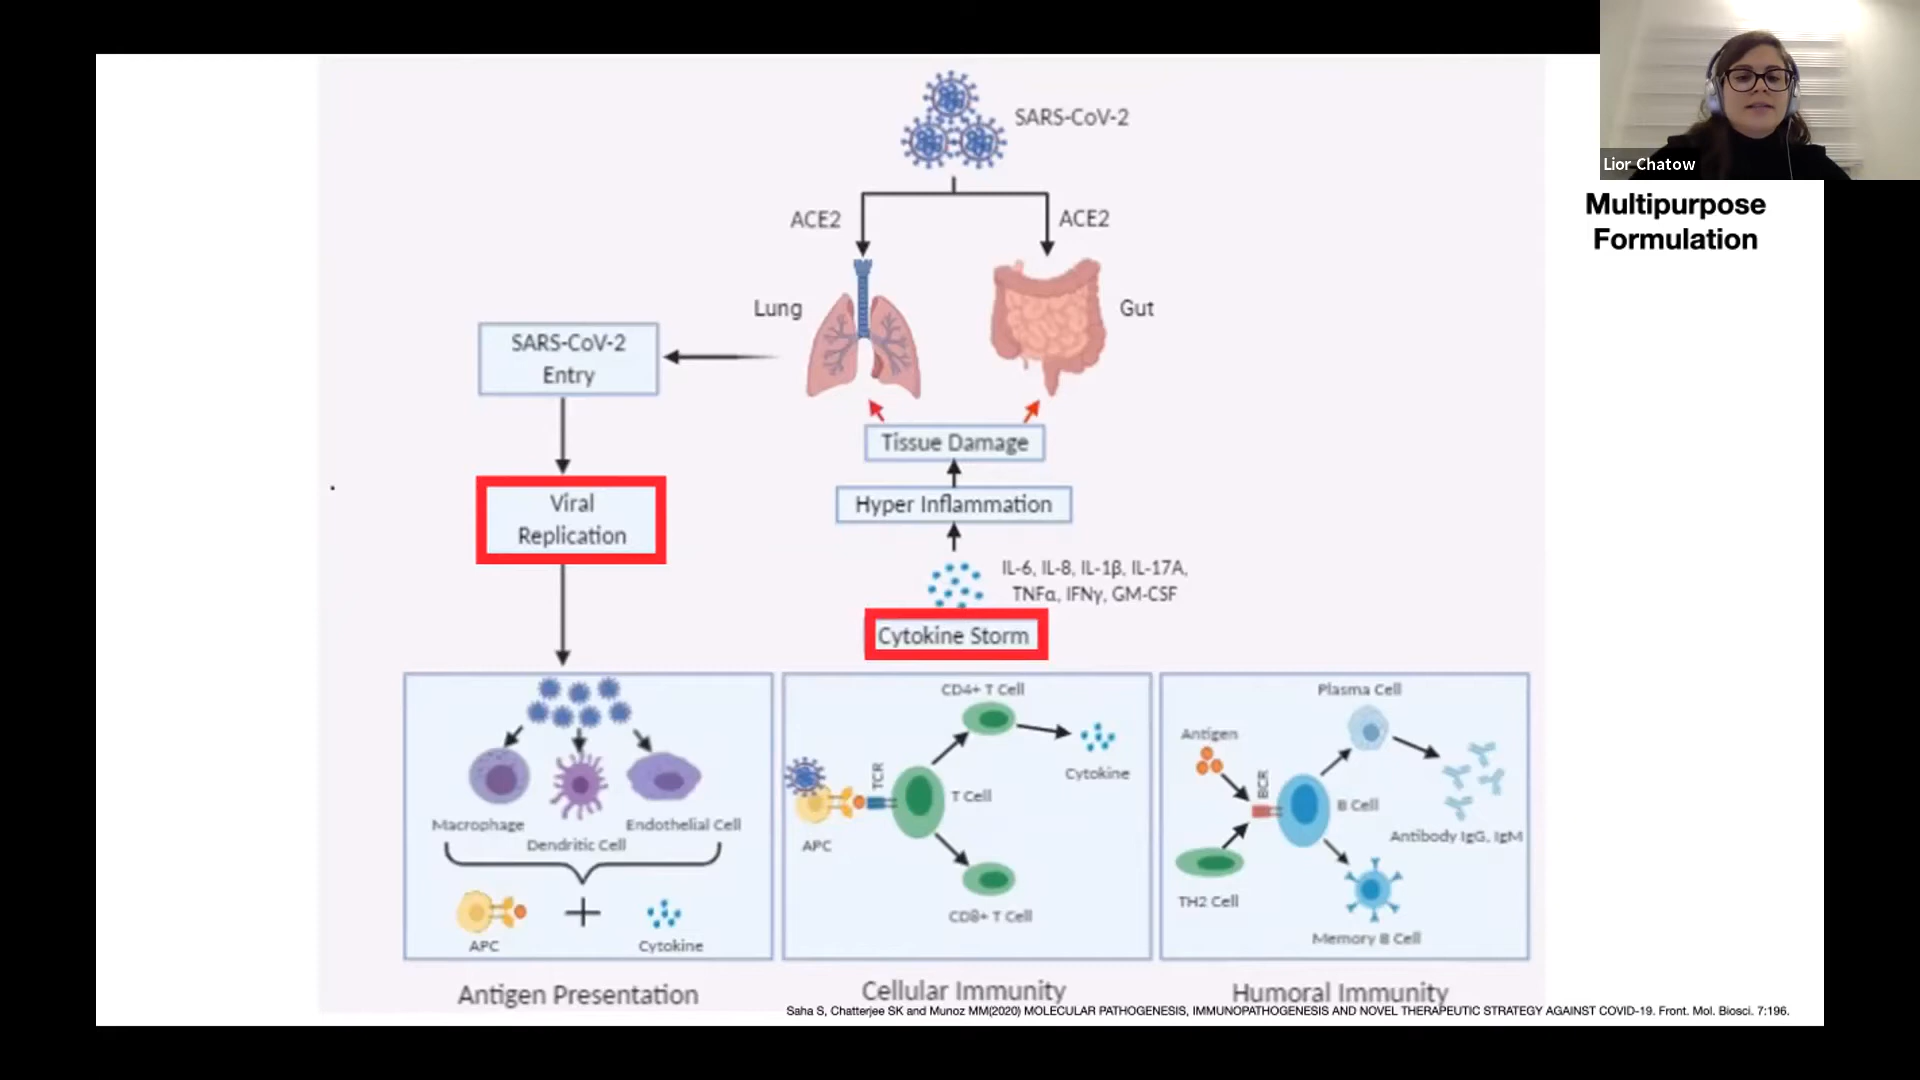 Lior Chatow
Multipurpose
Formulation
SARS-CoV-2
ACE2
ACE2
Lung
Gut
SARS-CoV-2
Entry
Tissue Damage
Viral
Replication
Hyper Inflammation
IL-6, IL-8, IL-1β, IL-17A,
TNFα, IFNγ, GM-CSF
Cytokine Storm
Macrophage
Dendritic Cell
Endothelial Cell
APC
+
Cytokine
Antigen Presentation
CD4+ T Cell
Cytokine
TCR
T Cell
APC
CD8+ T Cell
Cellular Immunity
Plasma Cell
Antigen
BCR
B Cell
Antibody IgG, IgM
TH2 Cell
Memory B Cell
Humoral Immunity
Saha S, Chatterjee SK and Munoz MM(2020) MOLECULAR PATHOGENESIS, IMMUNOPATHOGENESIS AND NOVEL THERAPEUTIC STRATEGY AGAINST COVID-19. Front. Mol. Biosci. 7:196.